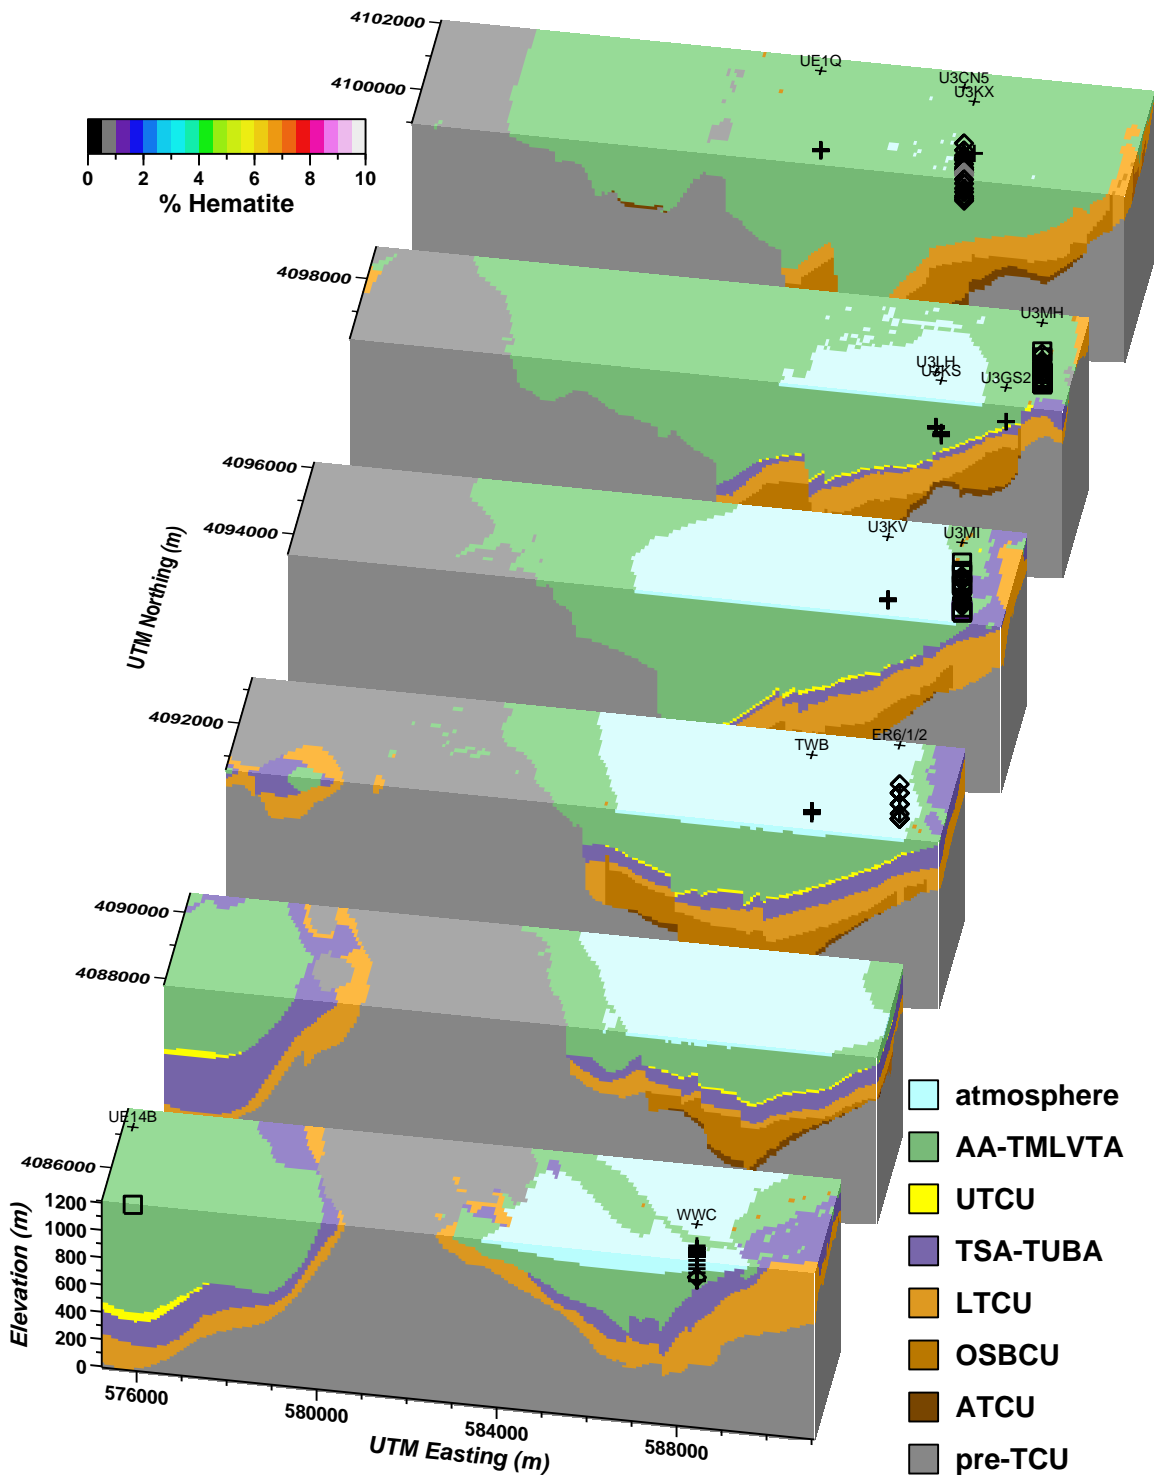 4102000
UE1Q
U3CN5
U3KX
4100000
0 2 4 6 8 10
% Hematite
4098000
U3MH
U3LH
U3KS
U3GS2
4096000
4094000
U3KV
U3MI
UTM Northing (m)
4092000
TWB
ER6/1/2
4090000
4088000
UE14B
4086000
WWC
1200
1000
800
600
400
200
0
Elevation (m)
576000
580000
584000
588000
UTM Easting (m)
atmosphere
AA-TMLVTA
UTCU
TSA-TUBA
LTCU
OSBCU
ATCU
pre-TCU